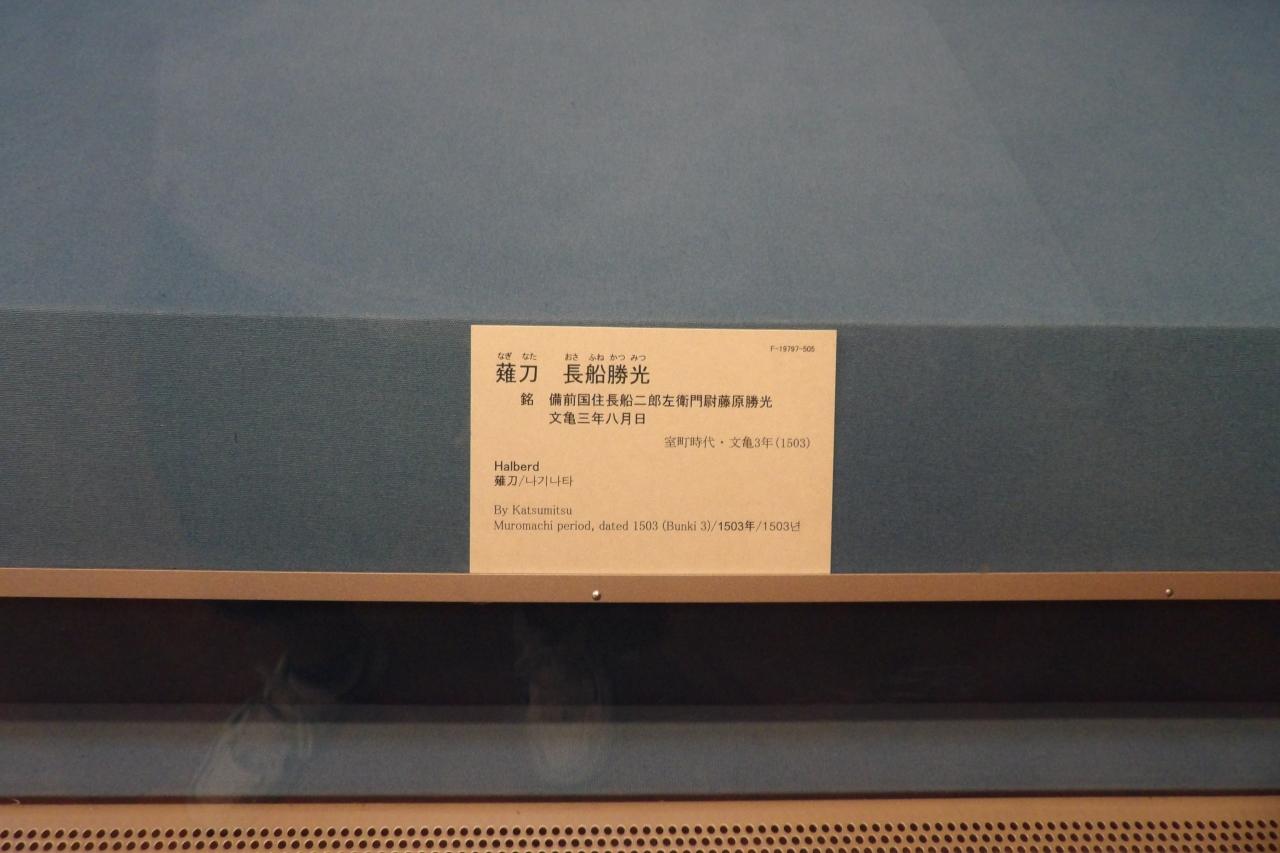 F-19797-505
なぎ なた おさ ふね かつ みつ
薙刀 長船勝光
銘 備前国住長船二郎左衛門尉藤原勝光
文亀三年八月日
室町時代・文亀3年(1503)
Halberd
薙刀/나기나타
By Katsumitsu
Muromachi period, dated 1503 (Bunki 3)/1503年/1503년